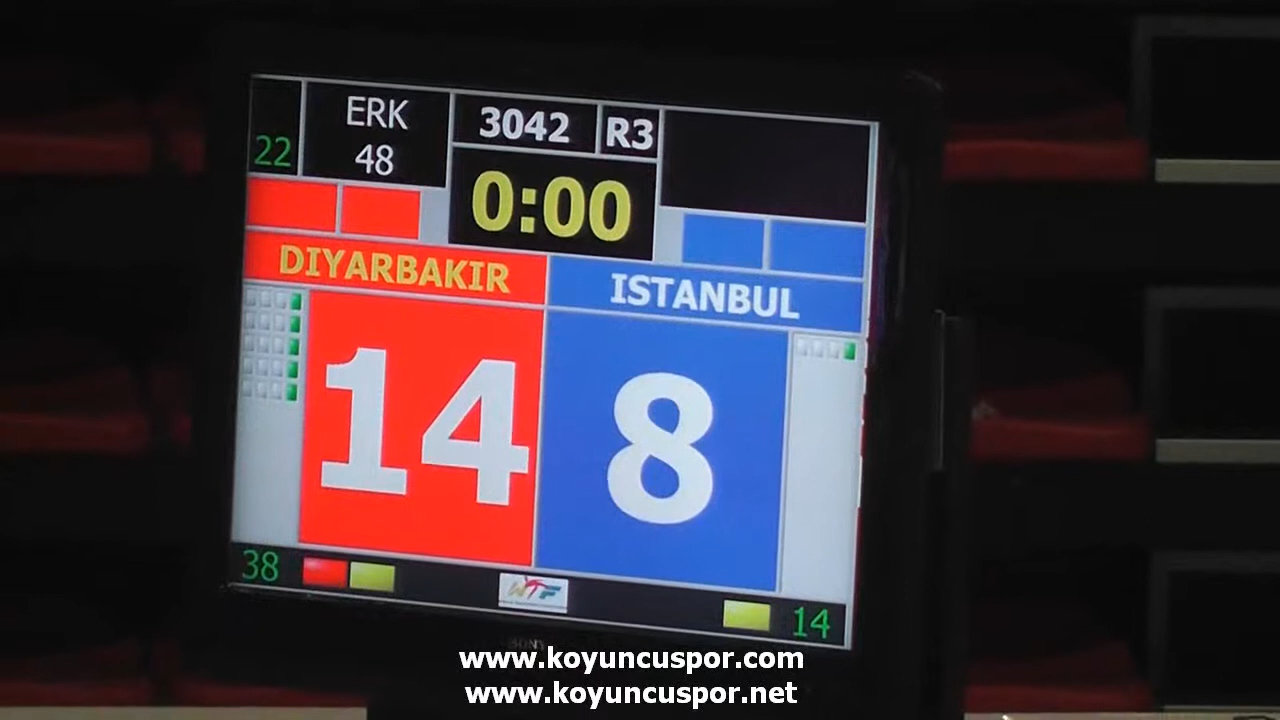 22
ERK
48
3042
R3
0:00
DIYARBAKIR
ISTANBUL
14
8
38
WTF
14
SONY
www.koyuncuspor.com
www.koyuncuspor.net